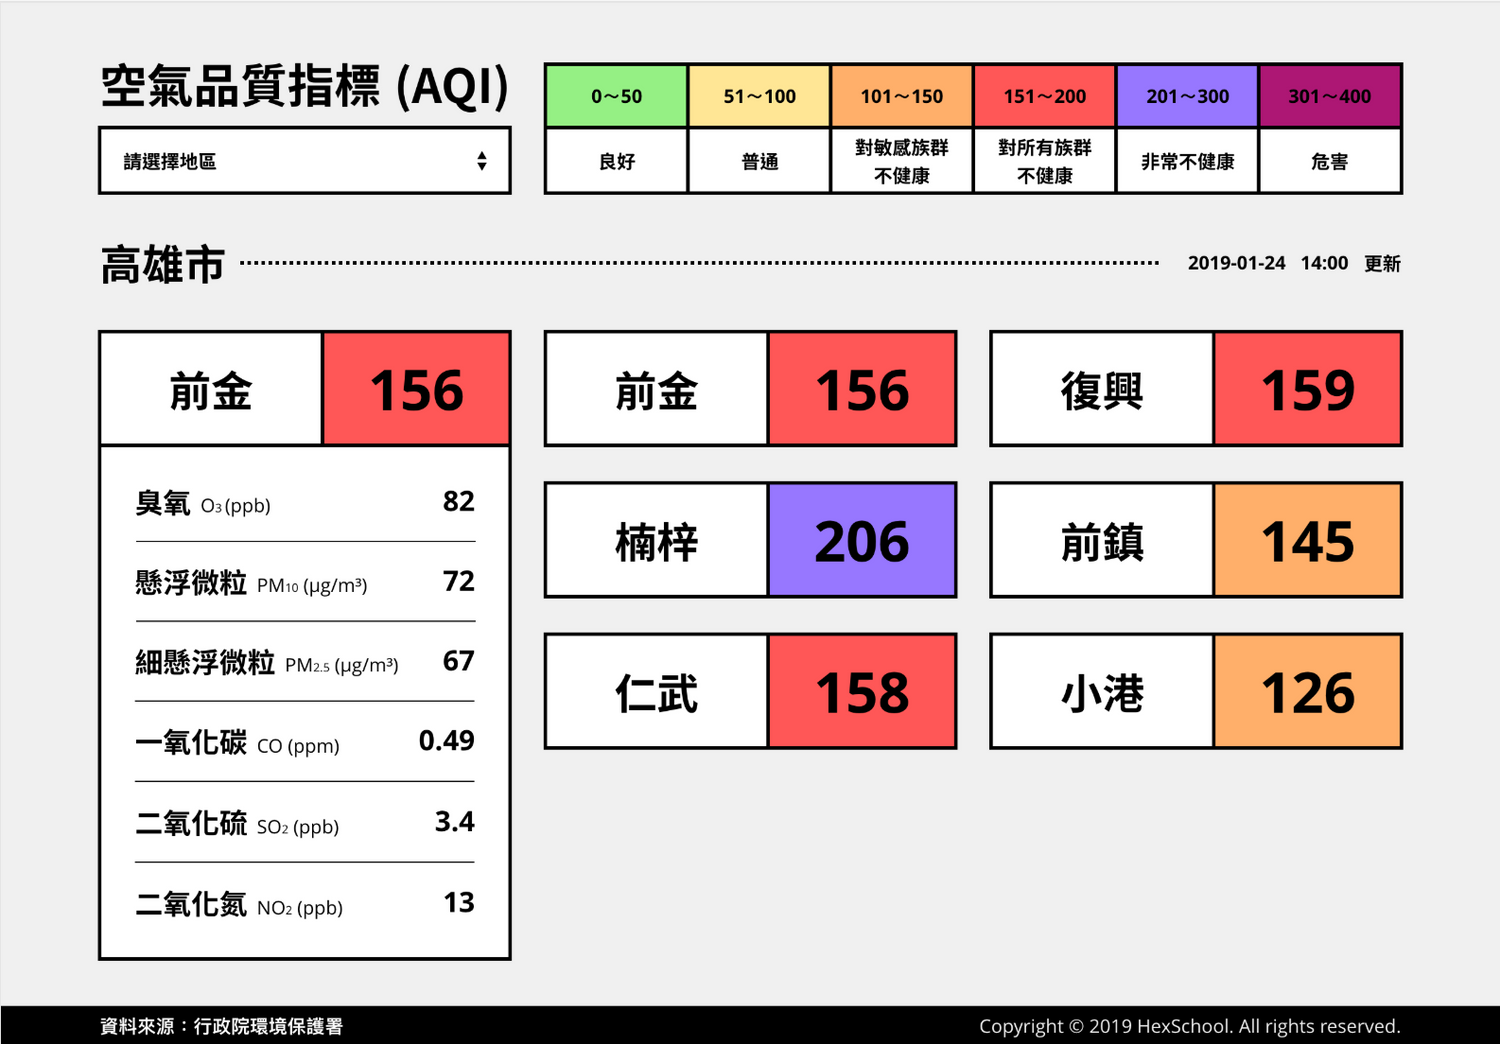 空氣品質指標 (AQI)
請選擇地區
0～50
51～100
101～150
151～200
201～300
301～400
良好
普通
對敏感族群
不健康
對所有族群
不健康
非常不健康
危害
高雄市
2019-01-24 14:00 更新
前金 156
臭氧 O₃ (ppb) 82
懸浮微粒 PM₁₀ (μg/m³) 72
細懸浮微粒 PM₂.₅ (μg/m³) 67
一氧化碳 CO (ppm) 0.49
二氧化硫 SO₂ (ppb) 3.4
二氧化氮 NO₂ (ppb) 13
前金 156
復興 159
楠梓 206
前鎮 145
仁武 158
小港 126
資料來源：行政院環境保護署
Copyright © 2019 HexSchool. All rights reserved.